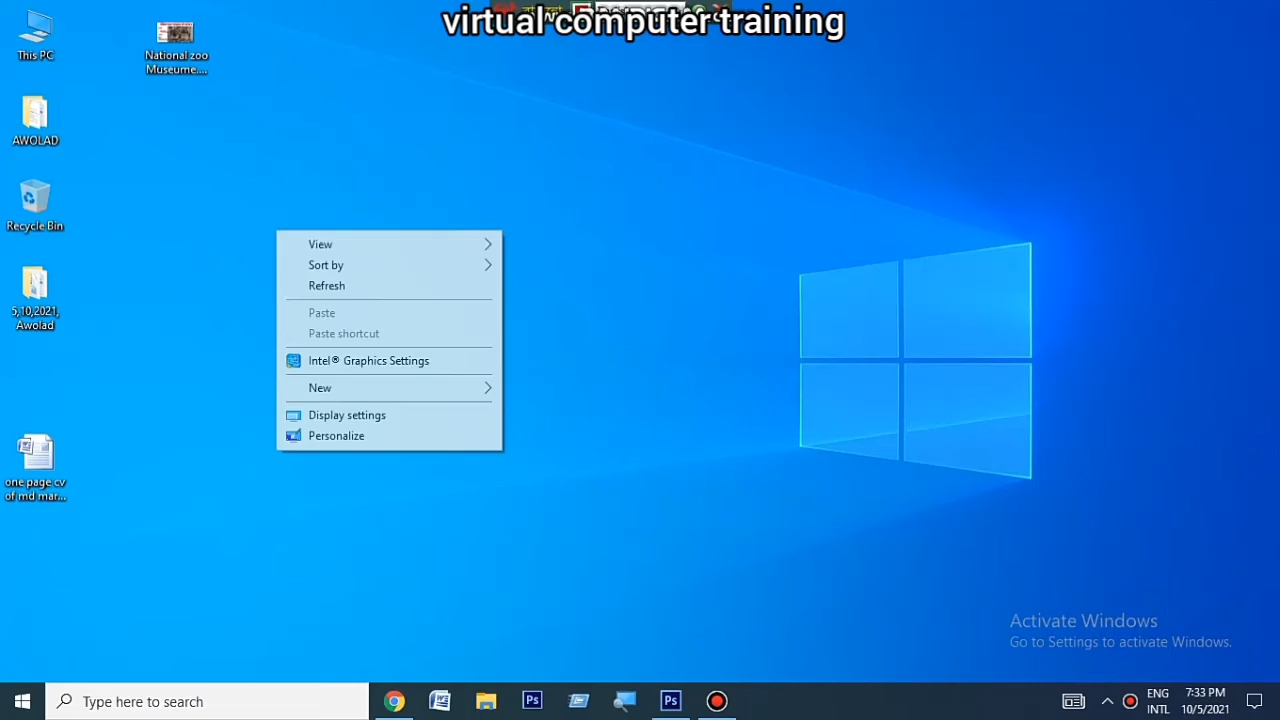 virtual computer training
This PC
National zoo
Museume....
AWOLAD
Recycle Bin
5,10,2021,
Awolad
one page cv
of md mar...
View
Sort by
Refresh
Paste
Paste shortcut
Intel® Graphics Settings
New
Display settings
Personalize
Activate Windows
Go to Settings to activate Windows.
Type here to search
Ps
Ps
ENG
INTL
7:33 PM
10/5/2021